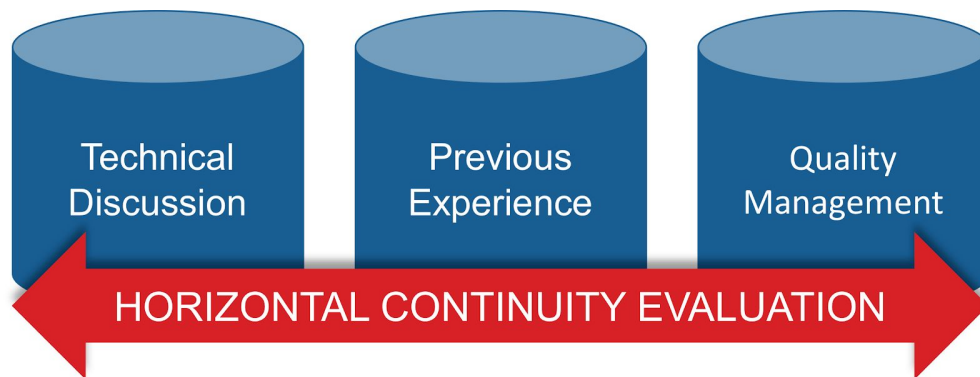 Technical
Discussion
Previous
Experience
Quality
Management
HORIZONTAL CONTINUITY EVALUATION